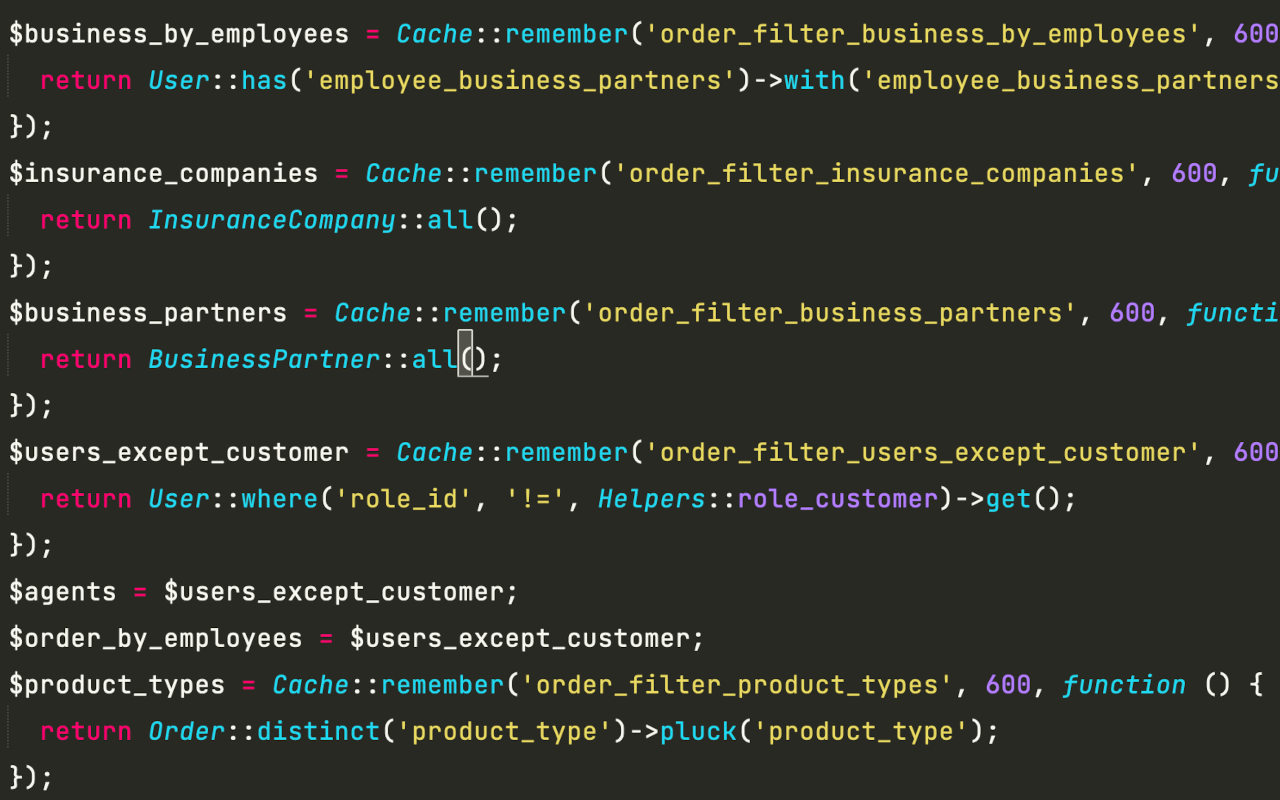 $business_by_employees = Cache::remember('order_filter_business_by_employees', 600
  return User::has('employee_business_partners')->with('employee_business_partners
});
$insurance_companies = Cache::remember('order_filter_insurance_companies', 600, fu
  return InsuranceCompany::all();
});
$business_partners = Cache::remember('order_filter_business_partners', 600, functi
  return BusinessPartner::all();
});
$users_except_customer = Cache::remember('order_filter_users_except_customer', 600
  return User::where('role_id', '!=', Helpers::role_customer)->get();
});
$agents = $users_except_customer;
$order_by_employees = $users_except_customer;
$product_types = Cache::remember('order_filter_product_types', 600, function () {
  return Order::distinct('product_type')->pluck('product_type');
});